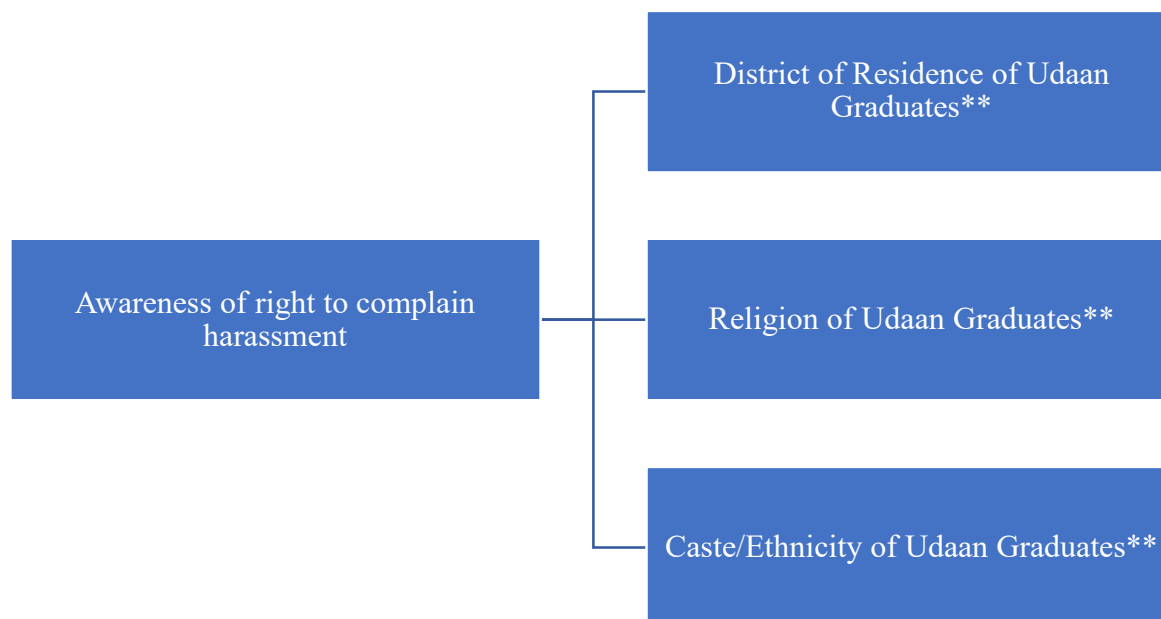 District of Residence of Udaan
Graduates**
Awareness of right to complain
harassment
Religion of Udaan Graduates**
Caste/Ethnicity of Udaan Graduates**